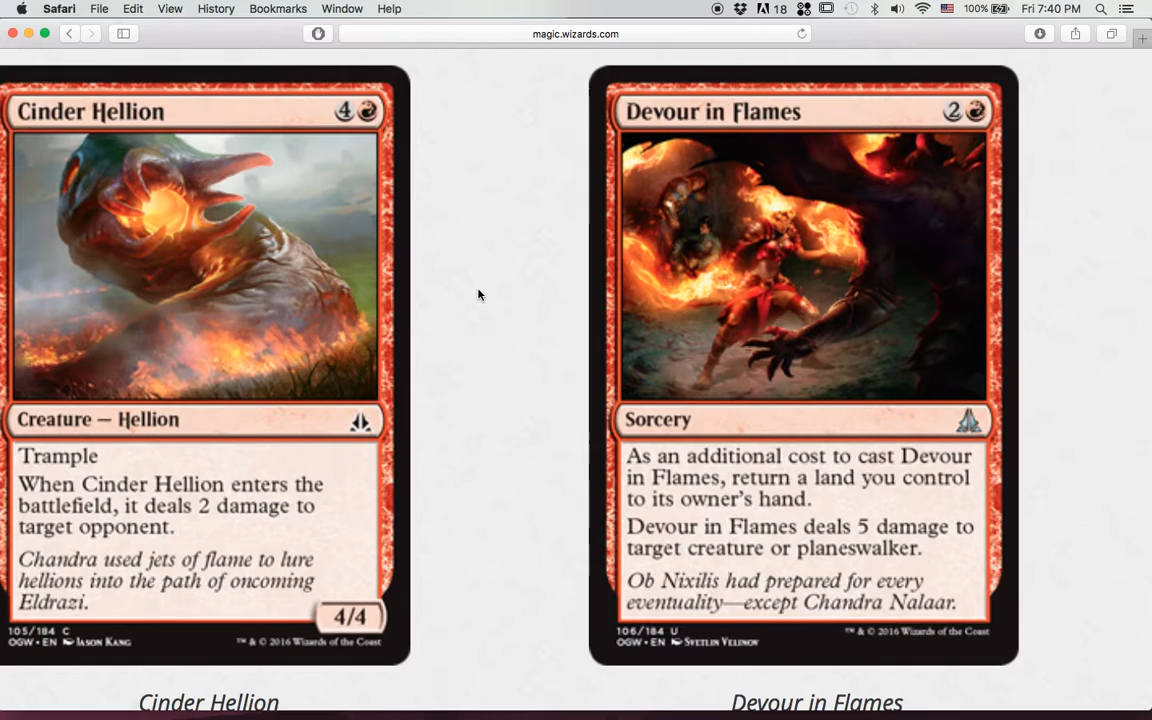 Safari File Edit View History Bookmarks Window Help 18 100% Fri 7:40 PM
magic.wizards.com
Cinder Hellion 4
Creature — Hellion
Trample
When Cinder Hellion enters the
battlefield, it deals 2 damage to
target opponent.
Chandra used jets of flame to lure
hellions into the path of oncoming
Eldrazi.
4/4
105/184 C
OGW • EN JASON KANG ™ & © 2016 Wizards of the Coast
Cinder Hellion
Devour in Flames 2
Sorcery
As an additional cost to cast Devour
in Flames, return a land you control
to its owner's hand.
Devour in Flames deals 5 damage to
target creature or planeswalker.
Ob Nixilis had prepared for every
eventuality—except Chandra Nalaar.
106/184 U
OGW • EN SVETLIN VELINOV ™ & © 2016 Wizards of the Coast
Devour in Flames